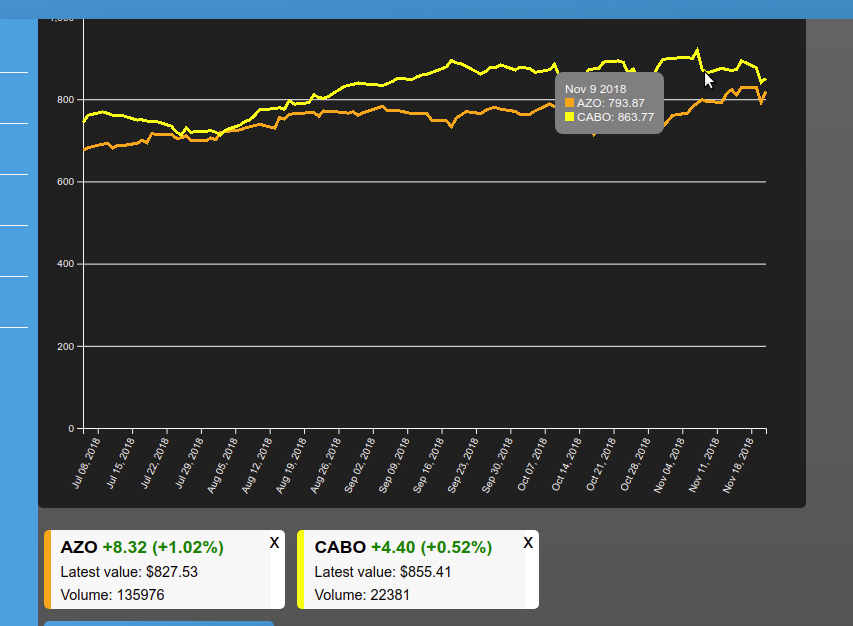 Nov 9 2018
AZO: 793.87
CABO: 863.77
800
600
400
200
0
Jul 08, 2018
Jul 15, 2018
Jul 22, 2018
Jul 29, 2018
Aug 05, 2018
Aug 12, 2018
Aug 19, 2018
Aug 26, 2018
Sep 02, 2018
Sep 09, 2018
Sep 16, 2018
Sep 23, 2018
Sep 30, 2018
Oct 07, 2018
Oct 14, 2018
Oct 21, 2018
Oct 28, 2018
Nov 04, 2018
Nov 11, 2018
Nov 18, 2018
AZO +8.32 (+1.02%) X
Latest value: $827.53
Volume: 135976
CABO +4.40 (+0.52%) X
Latest value: $855.41
Volume: 22381